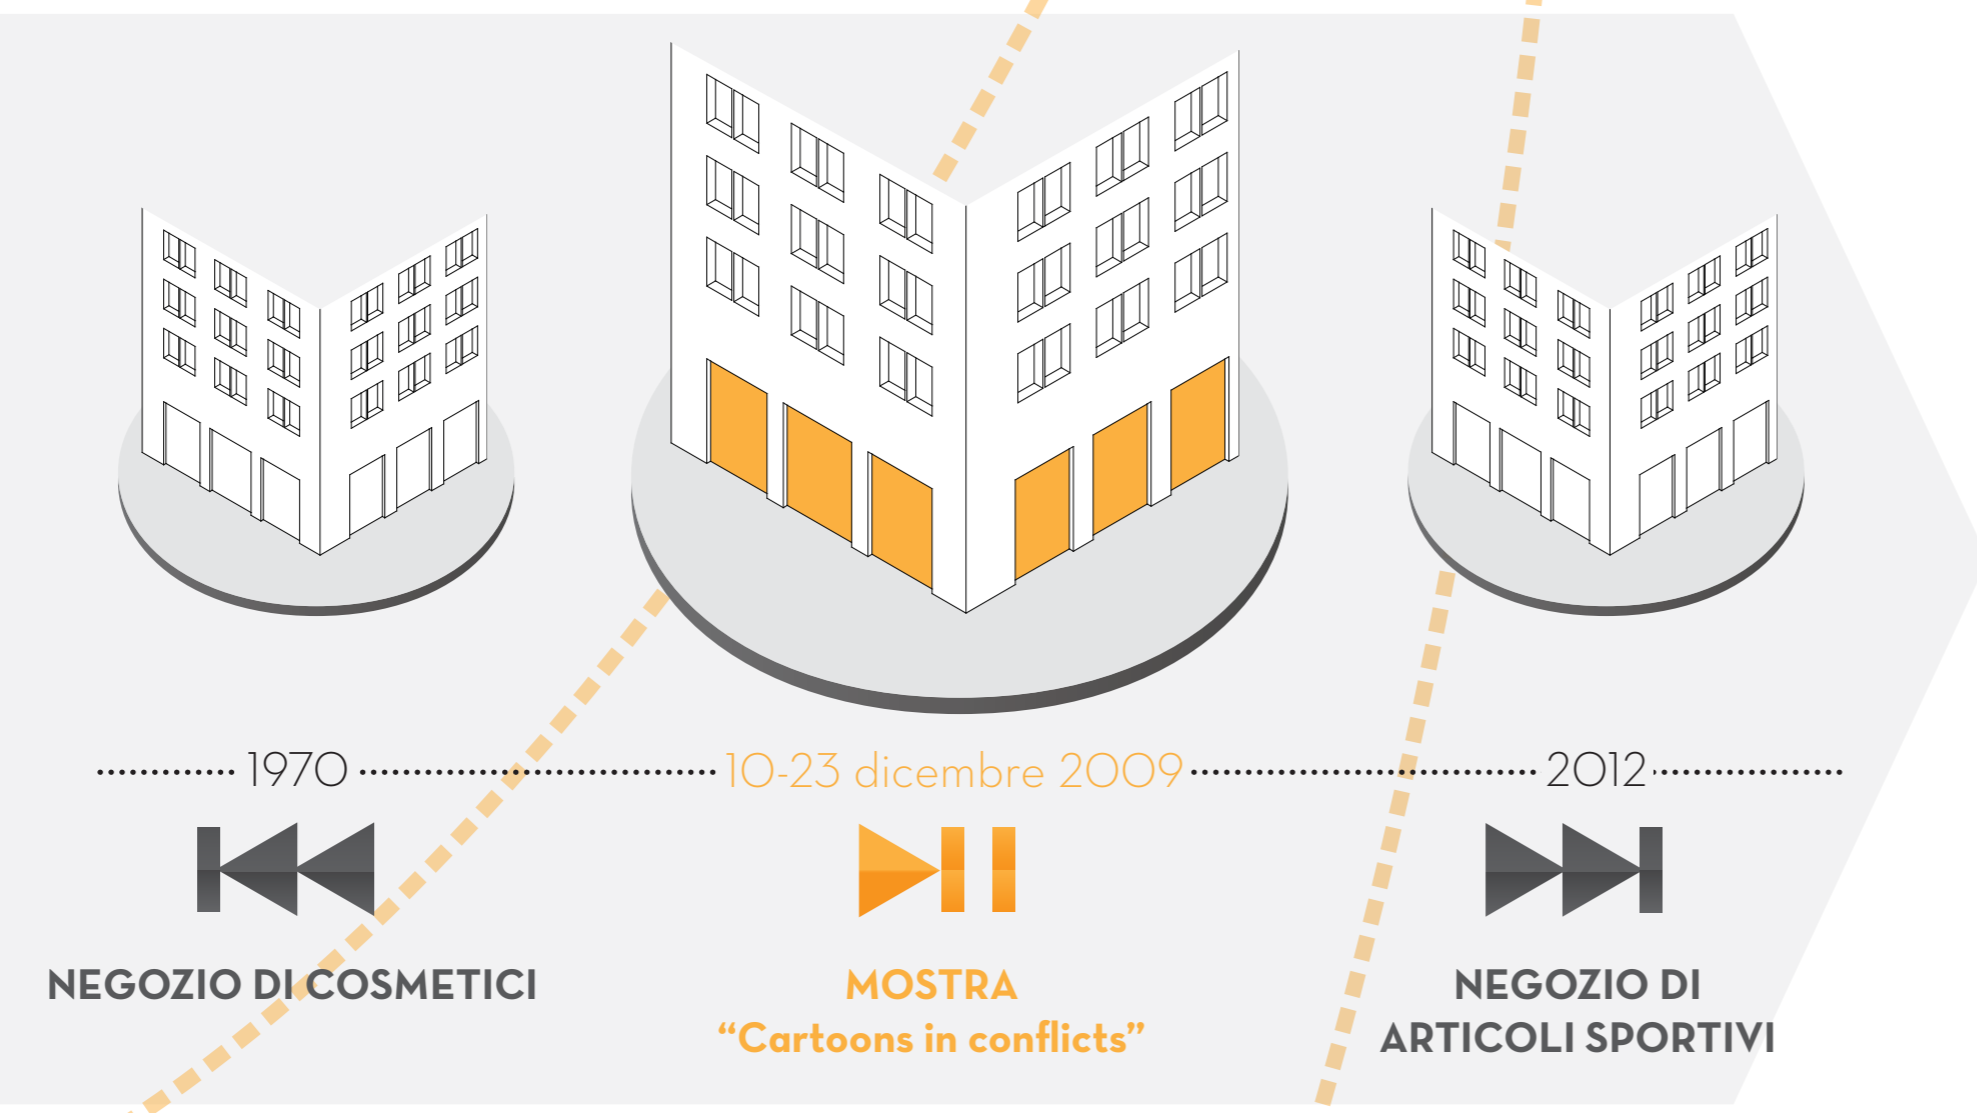 1970
10-23 dicembre 2009
2012
NEGOZIO DI COSMETICI
MOSTRA
“Cartoons in conflicts”
NEGOZIO DI
ARTICOLI SPORTIVI